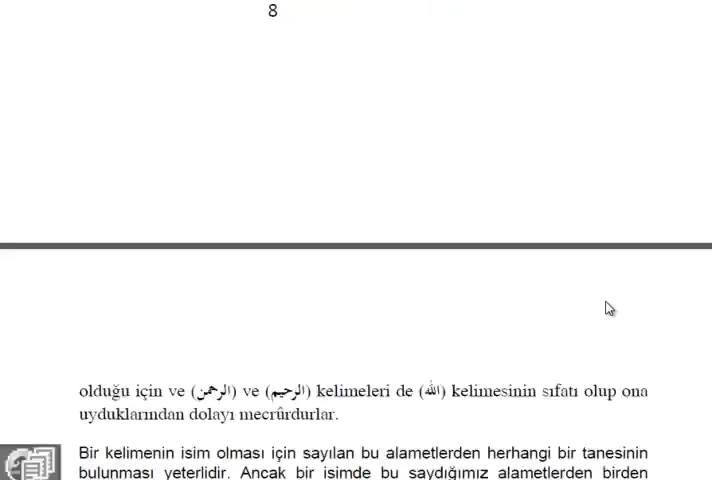 8
olduğu için ve (الرحمن) ve (الرحيم) kelimeleri de (الله) kelimesinin sıfatı olup ona
uyduklarından dolayı mecrûrdurlar.
Bir kelimenin isim olması için sayılan bu alametlerden herhangi bir tanesinin
bulunması yeterlidir. Ancak bir isimde bu saydığımız alametlerden birden